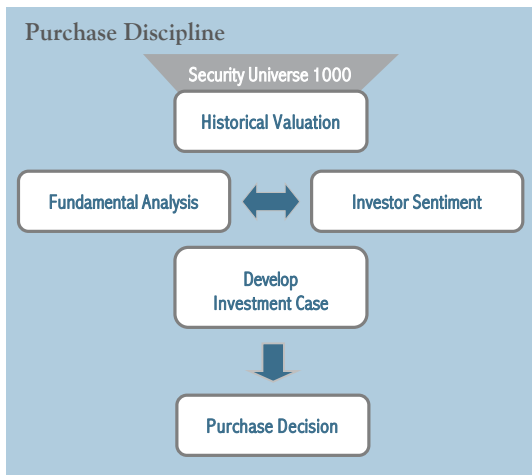 Purchase Discipline
Security Universe 1000
Historical Valuation
Fundamental Analysis
Investor Sentiment
Develop
Investment Case
Purchase Decision